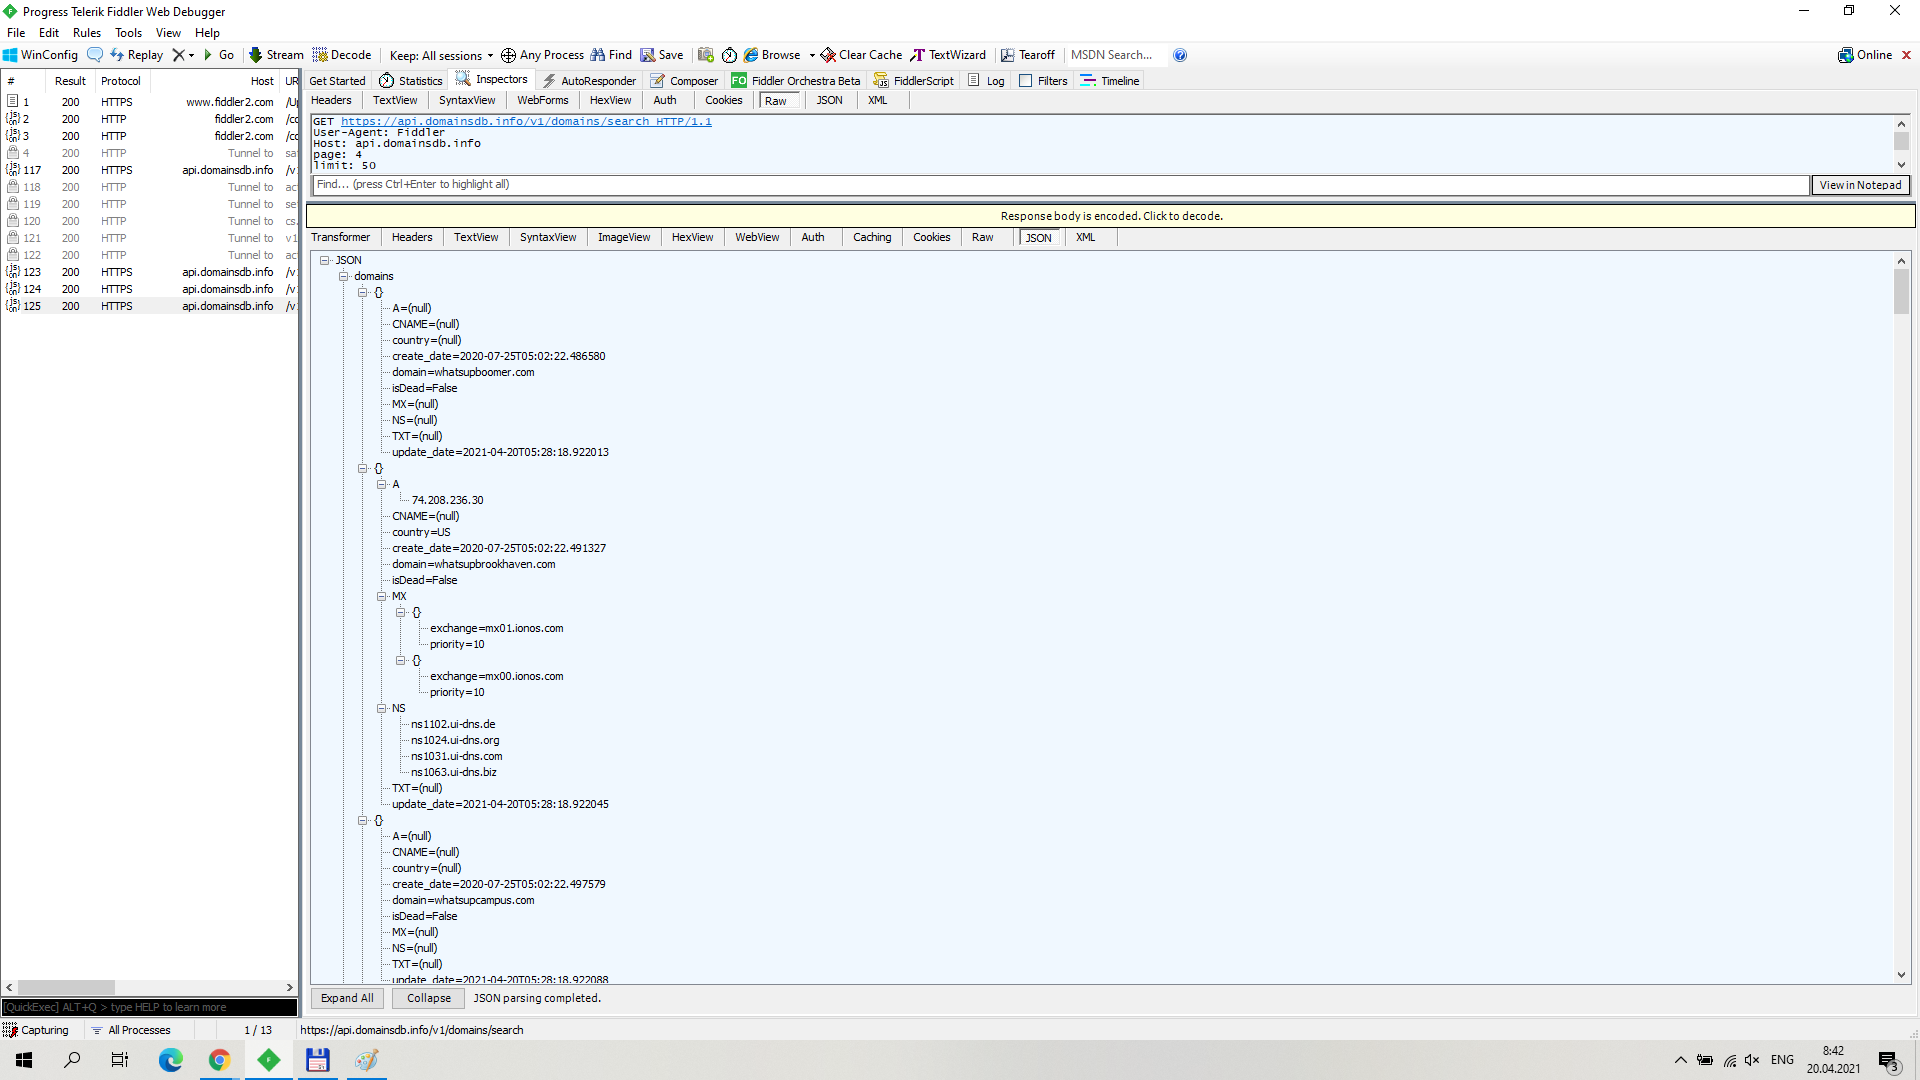 Progress Telerik Fiddler Web Debugger
File Edit Rules Tools View Help
WinConfig Replay Go Stream Decode Keep: All sessions Any Process Find Save Browse Clear Cache TextWizard Tearoff MSDN Search... Online
# Result Protocol Host UR
1 200 HTTPS www.fiddler2.com /Up
2 200 HTTP fiddler2.com /co
3 200 HTTP fiddler2.com /co
4 200 HTTP Tunnel to sa
117 200 HTTPS api.domainsdb.info /v1
118 200 HTTP Tunnel to ac
119 200 HTTP Tunnel to se
120 200 HTTP Tunnel to cs.
121 200 HTTP Tunnel to v1
122 200 HTTP Tunnel to ac
123 200 HTTPS api.domainsdb.info /v
124 200 HTTPS api.domainsdb.info /v
125 200 HTTPS api.domainsdb.info /v
[QuickExec] ALT+Q > type HELP to learn more
Get Started Statistics Inspectors AutoResponder Composer FO Fiddler Orchestra Beta FiddlerScript Log Filters Timeline
Headers TextView SyntaxView WebForms HexView Auth Cookies Raw JSON XML
GET https://api.domainsdb.info/v1/domains/search HTTP/1.1
User-Agent: Fiddler
Host: api.domainsdb.info
page: 4
limit: 50
Find... (press Ctrl+Enter to highlight all) View in Notepad
Response body is encoded. Click to decode.
Transformer Headers TextView SyntaxView ImageView HexView WebView Auth Caching Cookies Raw JSON XML
JSON
domains
{}
A=(null)
CNAME=(null)
country=(null)
create_date=2020-07-25T05:02:22.486580
domain=whatsupboomer.com
isDead=False
MX=(null)
NS=(null)
TXT=(null)
update_date=2021-04-20T05:28:18.922013
{}
A
74.208.236.30
CNAME=(null)
country=US
create_date=2020-07-25T05:02:22.491327
domain=whatsupbrookhaven.com
isDead=False
MX
{}
exchange=mx01.ionos.com
priority=10
{}
exchange=mx00.ionos.com
priority=10
NS
ns1102.ui-dns.de
ns1024.ui-dns.org
ns1031.ui-dns.com
ns1063.ui-dns.biz
TXT=(null)
update_date=2021-04-20T05:28:18.922045
{}
A=(null)
CNAME=(null)
country=(null)
create_date=2020-07-25T05:02:22.497579
domain=whatsupcampus.com
isDead=False
MX=(null)
NS=(null)
TXT=(null)
update_date=2021-04-20T05:28:18.922088
Expand All Collapse JSON parsing completed.
Capturing All Processes 1 / 13 https://api.domainsdb.info/v1/domains/search
ENG 8:42
20.04.2021 3